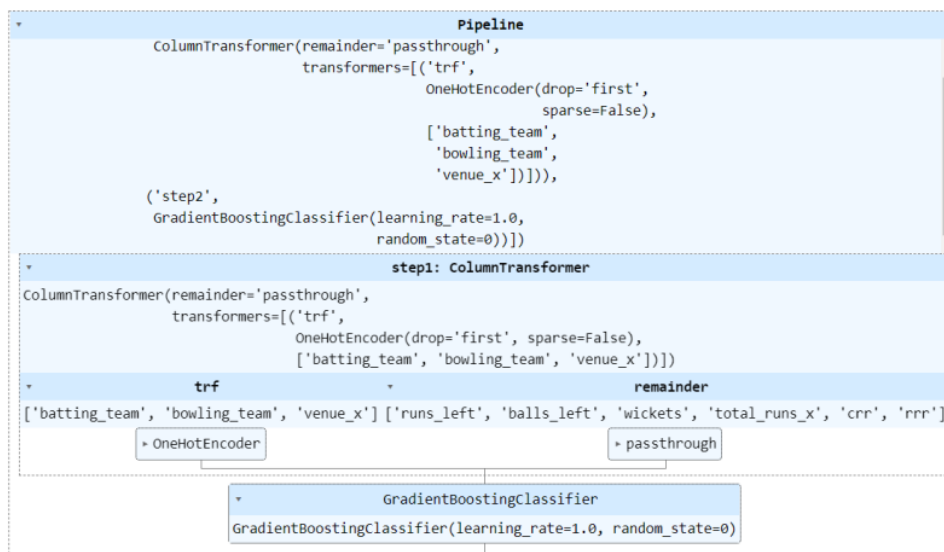 Pipeline
ColumnTransformer(remainder='passthrough',
transformers=[('trf',
OneHotEncoder(drop='first',
sparse=False),
['batting_team',
'bowling_team',
'venue_x'])])),
('step2',
GradientBoostingClassifier(learning_rate=1.0,
random_state=0))])
step1: ColumnTransformer
ColumnTransformer(remainder='passthrough',
transformers=[('trf',
OneHotEncoder(drop='first', sparse=False),
['batting_team', 'bowling_team', 'venue_x'])])
trf
remainder
['batting_team', 'bowling_team', 'venue_x']
['runs_left', 'balls_left', 'wickets', 'total_runs_x', 'crr', 'rrr']
OneHotEncoder
passthrough
GradientBoostingClassifier
GradientBoostingClassifier(learning_rate=1.0, random_state=0)